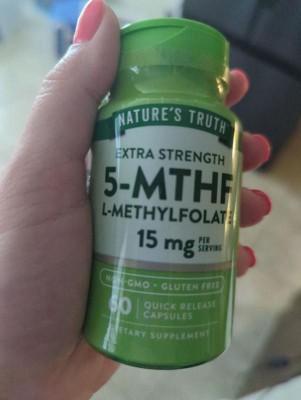 NATURE'S TRUTH
EXTRA STRENGTH
5-MTHF
L-METHYLFOLATE
15 mg PER SERVING
NON-GMO • GLUTEN FREE
60 QUICK RELEASE CAPSULES
DIETARY SUPPLEMENT